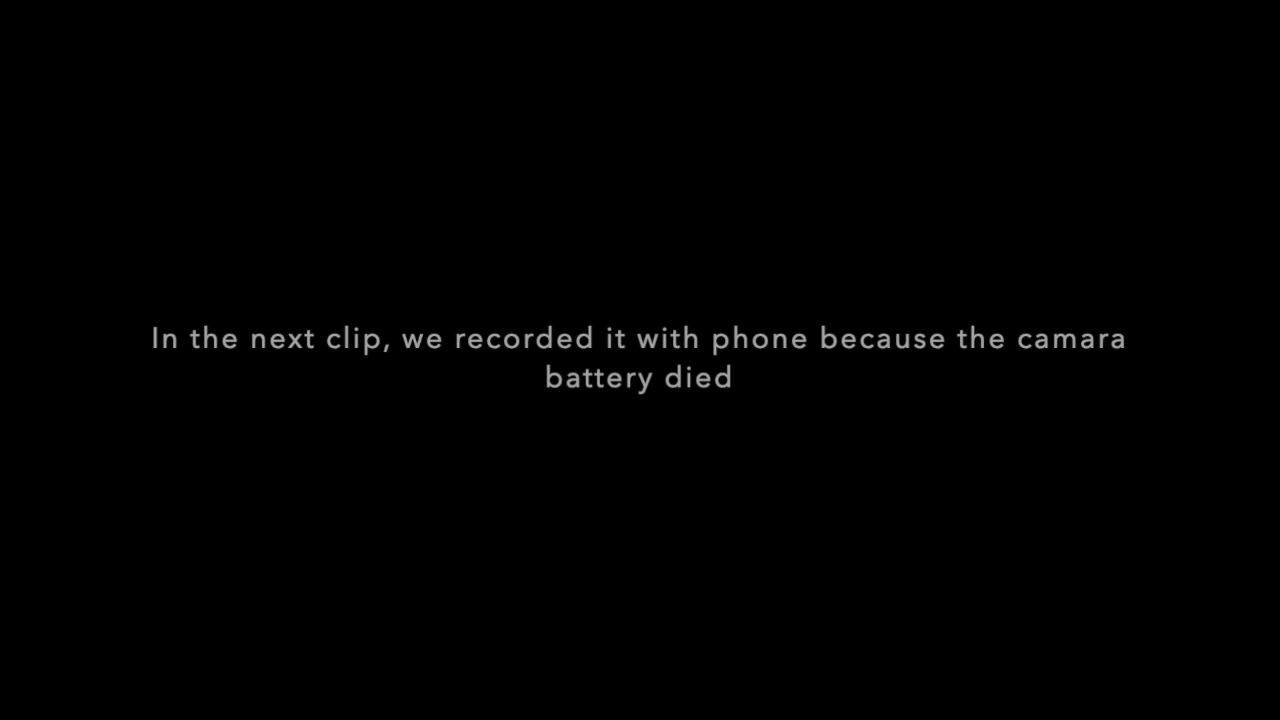 In the next clip, we recorded it with phone because the camara
battery died